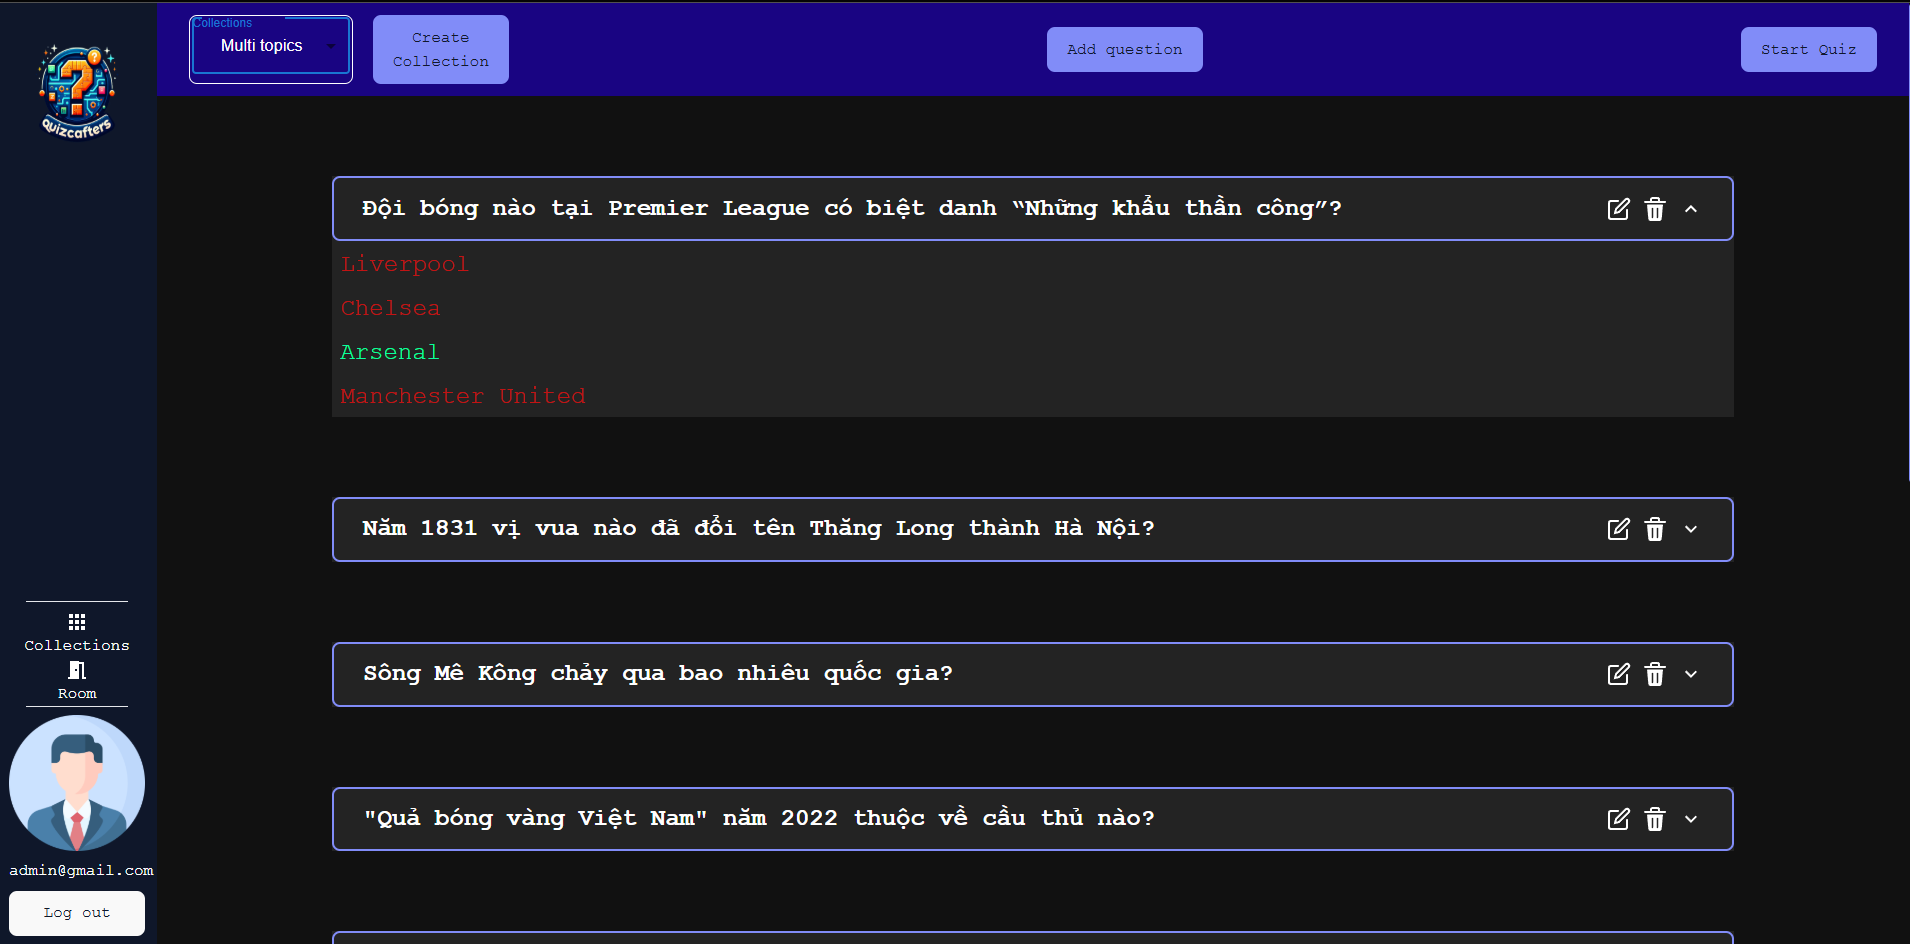 Collections
Multi topics
Create
Collection
Add question
Start Quiz
Quizcafters
Đội bóng nào tại Premier League có biệt danh “Những khẩu thần công”?
Liverpool
Chelsea
Arsenal
Manchester United
Năm 1831 vị vua nào đã đổi tên Thăng Long thành Hà Nội?
Sông Mê Kông chảy qua bao nhiêu quốc gia?
"Quả bóng vàng Việt Nam" năm 2022 thuộc về cầu thủ nào?
Collections
Room
admin@gmail.com
Log out